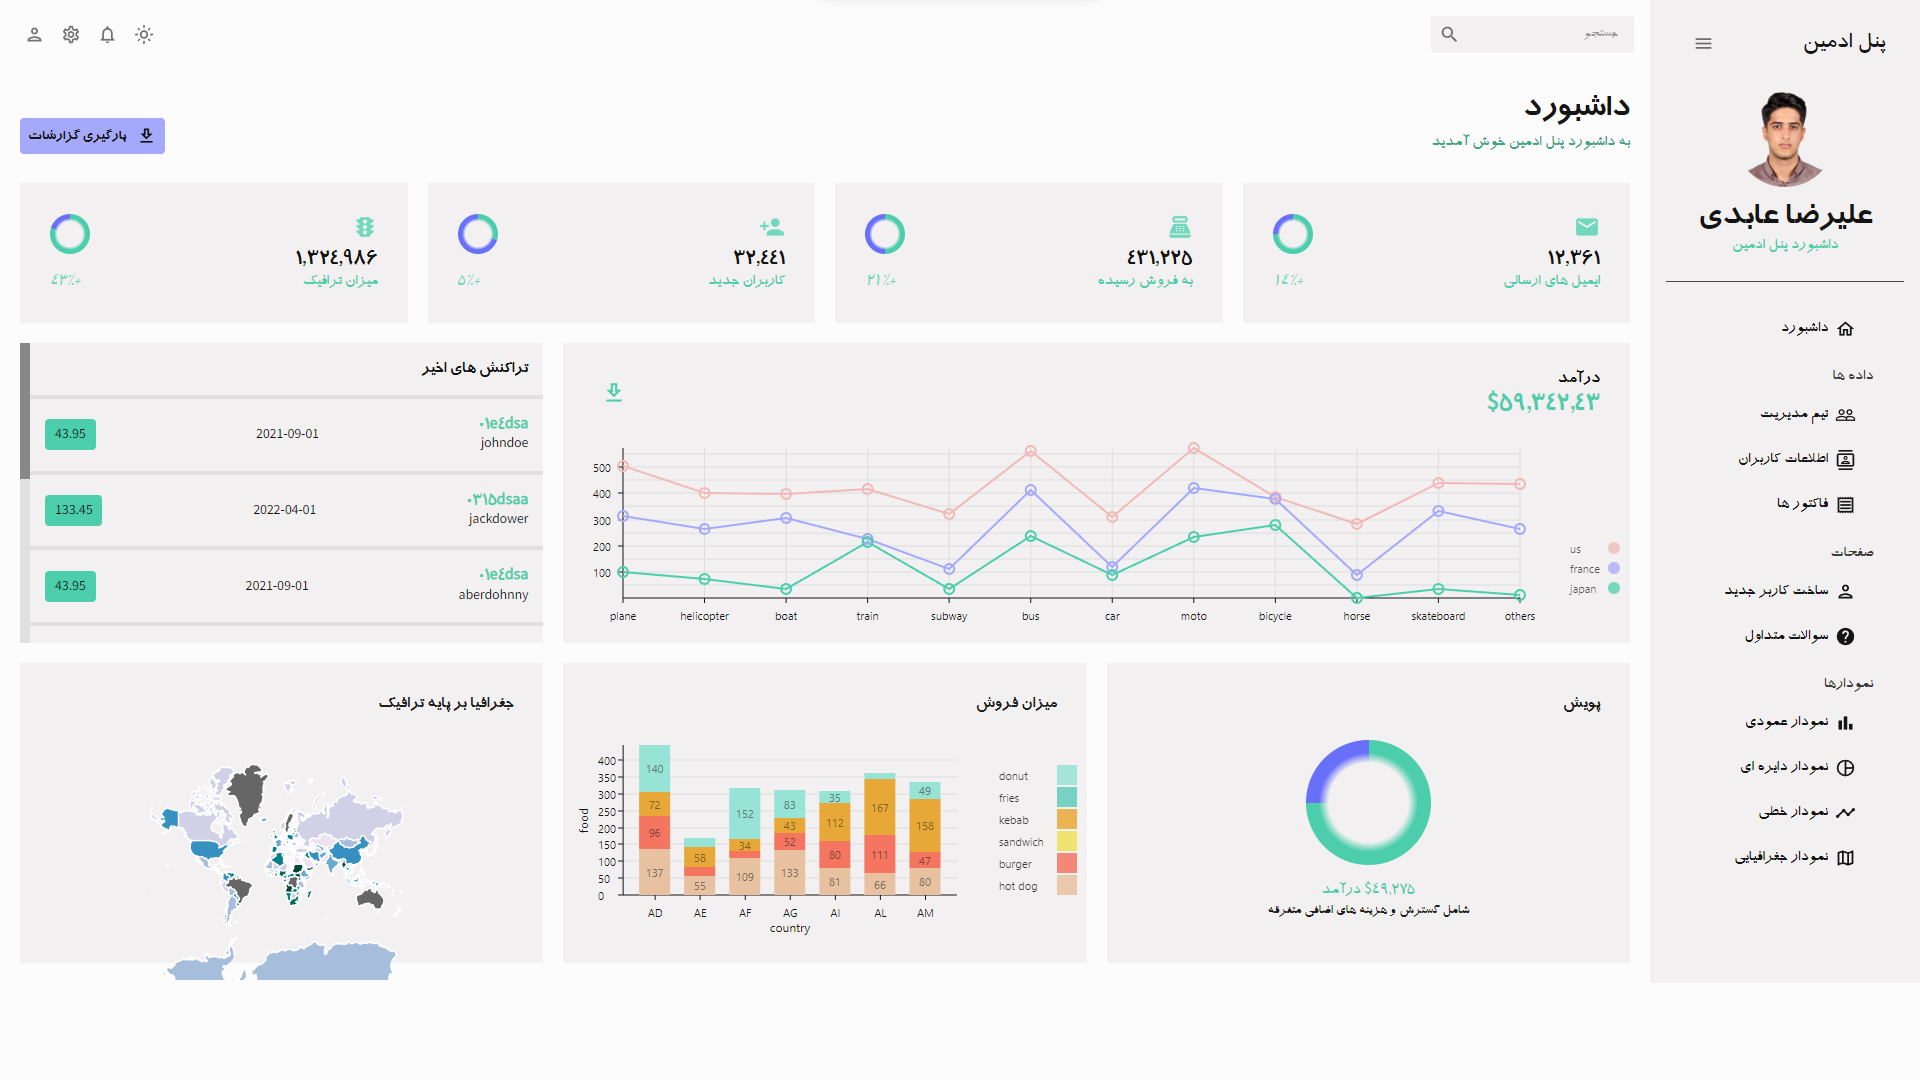 پنل ادمین
علیرضا عابدی
داشبورد پنل ادمین
داشبورد
داده ها
تیم مدیریت
اطلاعات کاربران
فاکتور ها
صفحات
ساخت کاربر جدید
سوالات متداول
نمودارها
نمودار عمودی
نمودار دایره ای
نمودار خطی
نمودار جغرافیایی
جستجو
داشبورد
به داشبورد پنل ادمین خوش آمدید
بارگیری گزارشات
۱۲,۳۶۱
ایمیل های ارسالی
+۱۴٪
۴۳۱,۲۲۵
به فروش رسیده
+۲۱٪
۳۲,۴۴۱
کاربران جدید
+۵٪
۱,۳۲۴,۹۸۶
میزان ترافیک
+۴۳٪
درآمد
$۵۹,۳۴۲,۴۳
500
400
300
200
100
plane helicopter boat train subway bus car moto bicycle horse skateboard others
us
france
japan
تراکنش های اخیر
۰۱e۴dsa
johndoe
2021-09-01
43.95
۰۳۱۵dsaa
jackdower
2022-04-01
133.45
۰۱e۴dsa
aberdohnny
2021-09-01
43.95
پویش
$۴۹,۲۷۵ درآمد
شامل گسترش و هزینه های اضافی متفرقه
میزان فروش
food
400
350
300
250
200
150
100
50
0
140
72
96
137
58
55
152
34
109
83
43
52
133
35
112
80
81
167
111
66
49
158
47
80
AD AE AF AG AI AL AM
country
donut
fries
kebab
sandwich
burger
hot dog
جغرافیا بر پایه ترافیک